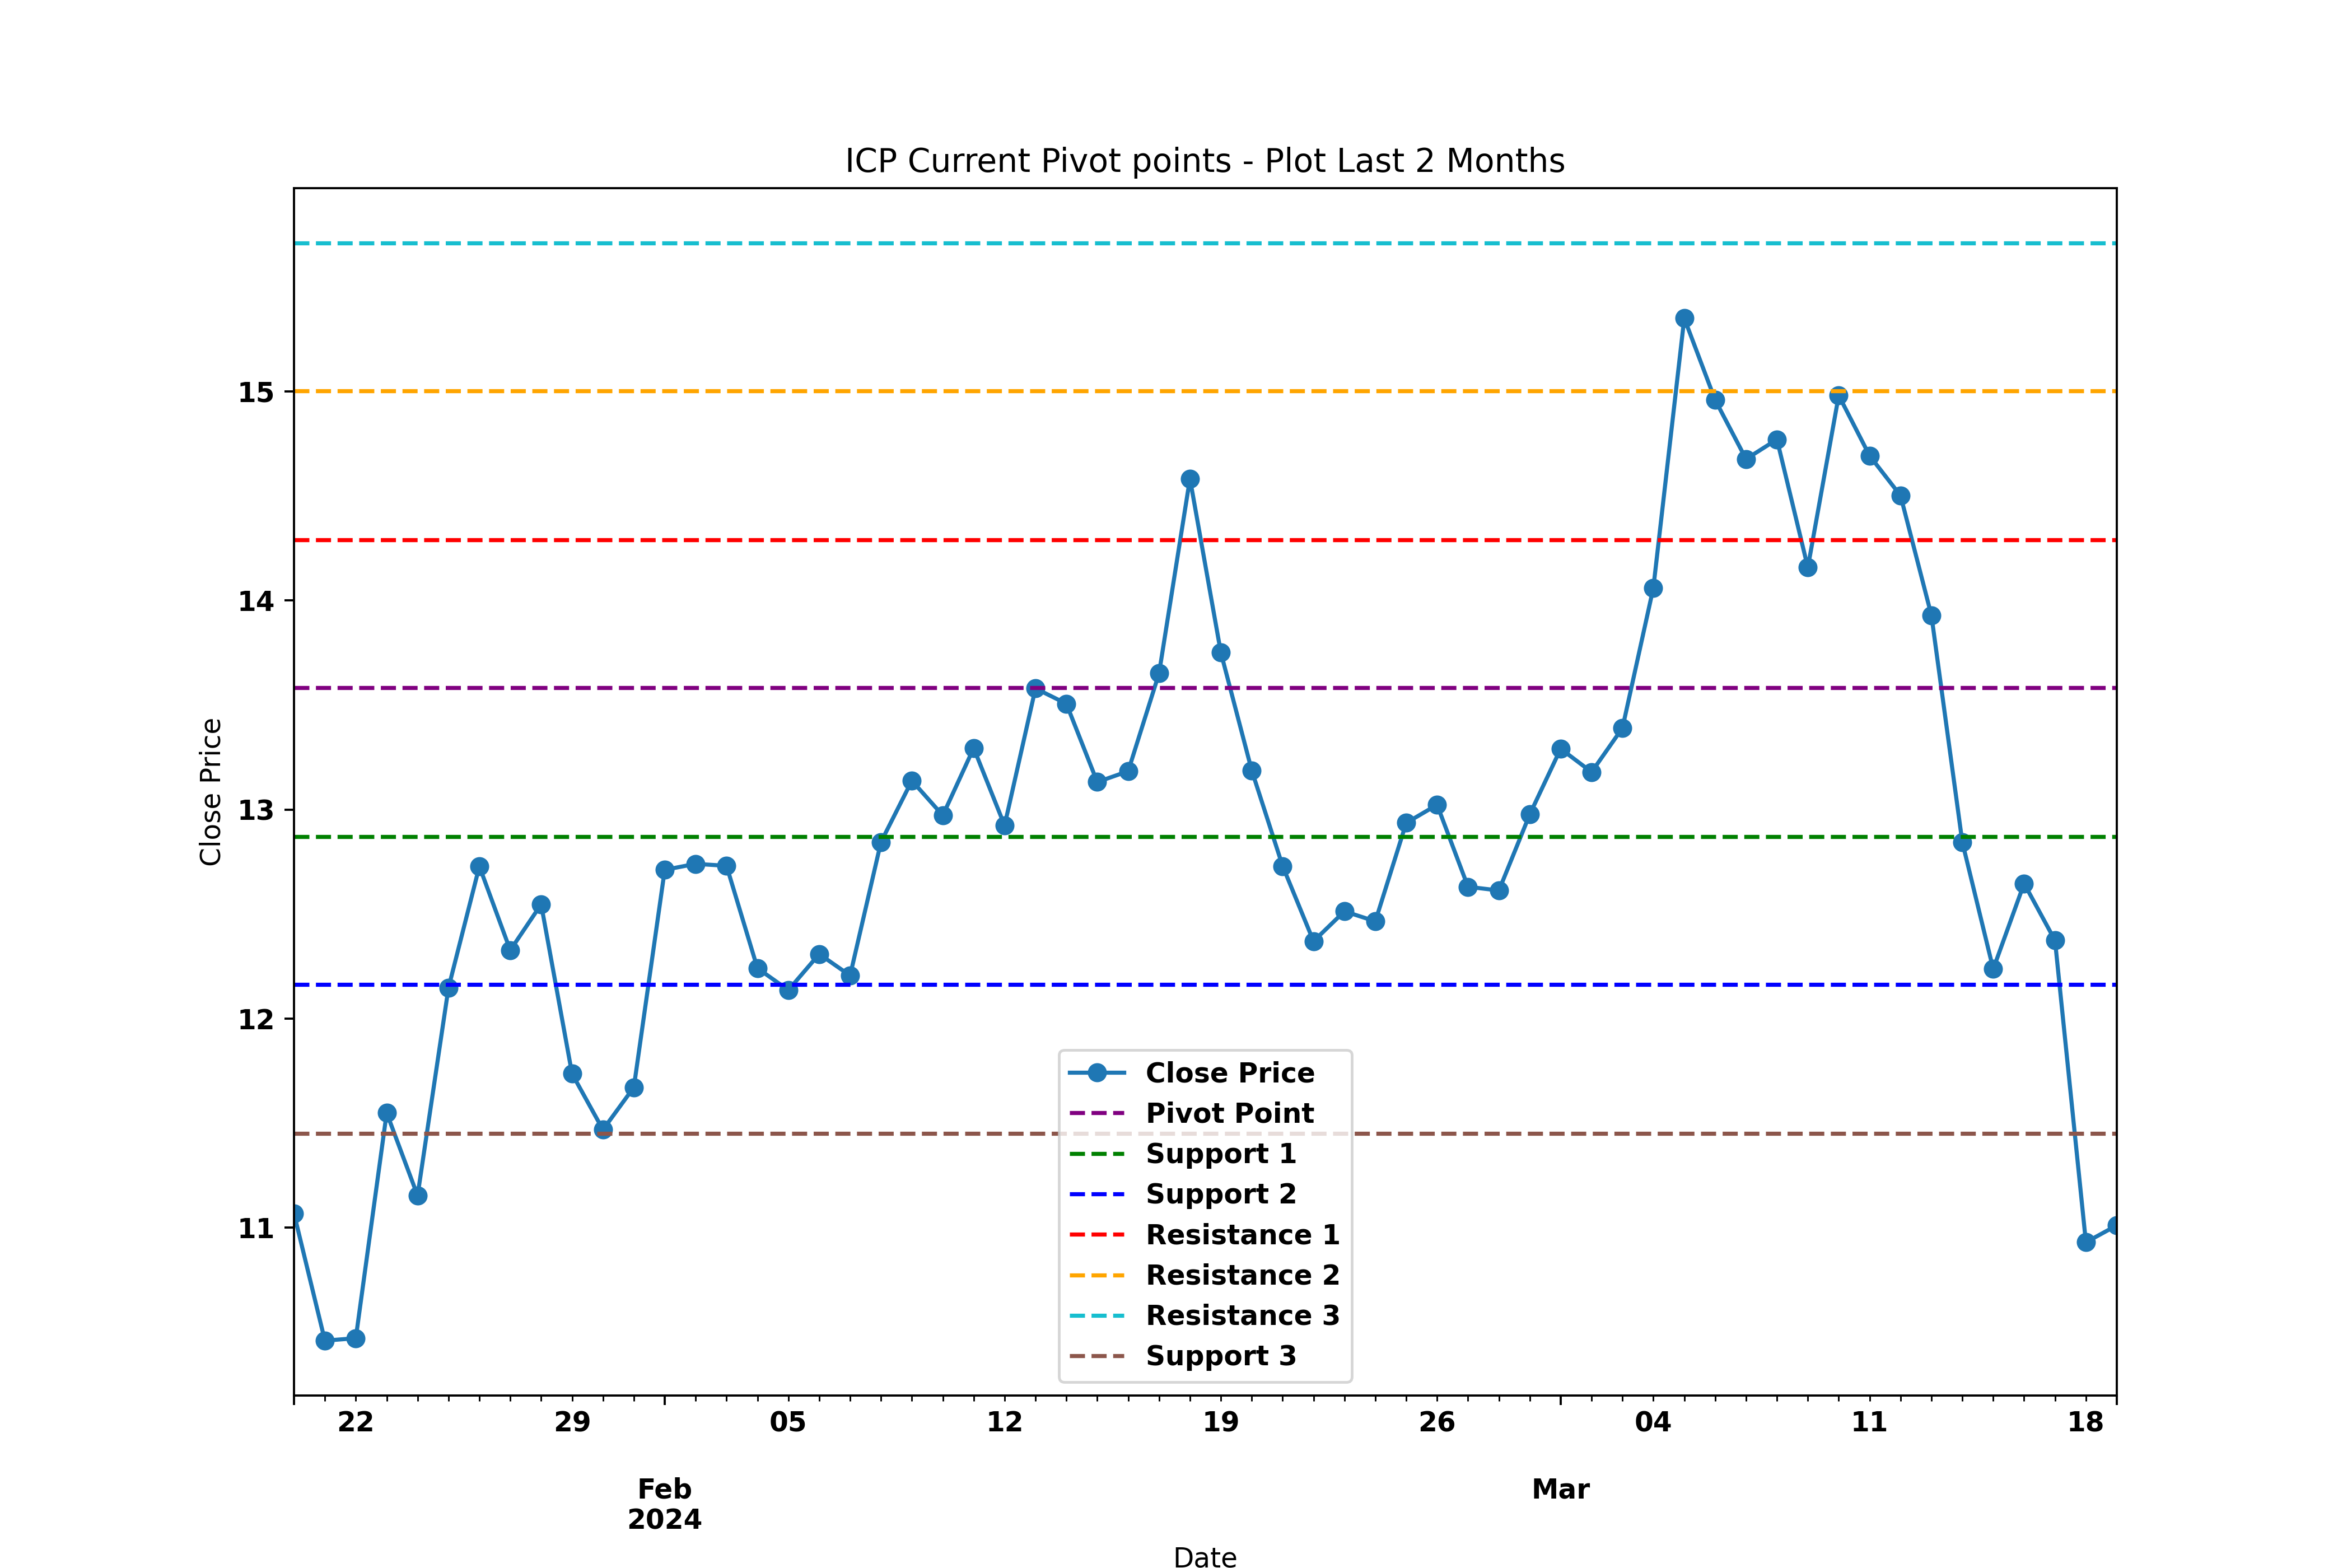 ICP Current Pivot points - Plot Last 2 Months
Close Price
15
14
13
12
11
Close Price
Pivot Point
Support 1
Support 2
Resistance 1
Resistance 2
Resistance 3
Support 3
22 29 05 12 19 26 04 11 18
Feb Mar
2024
Date